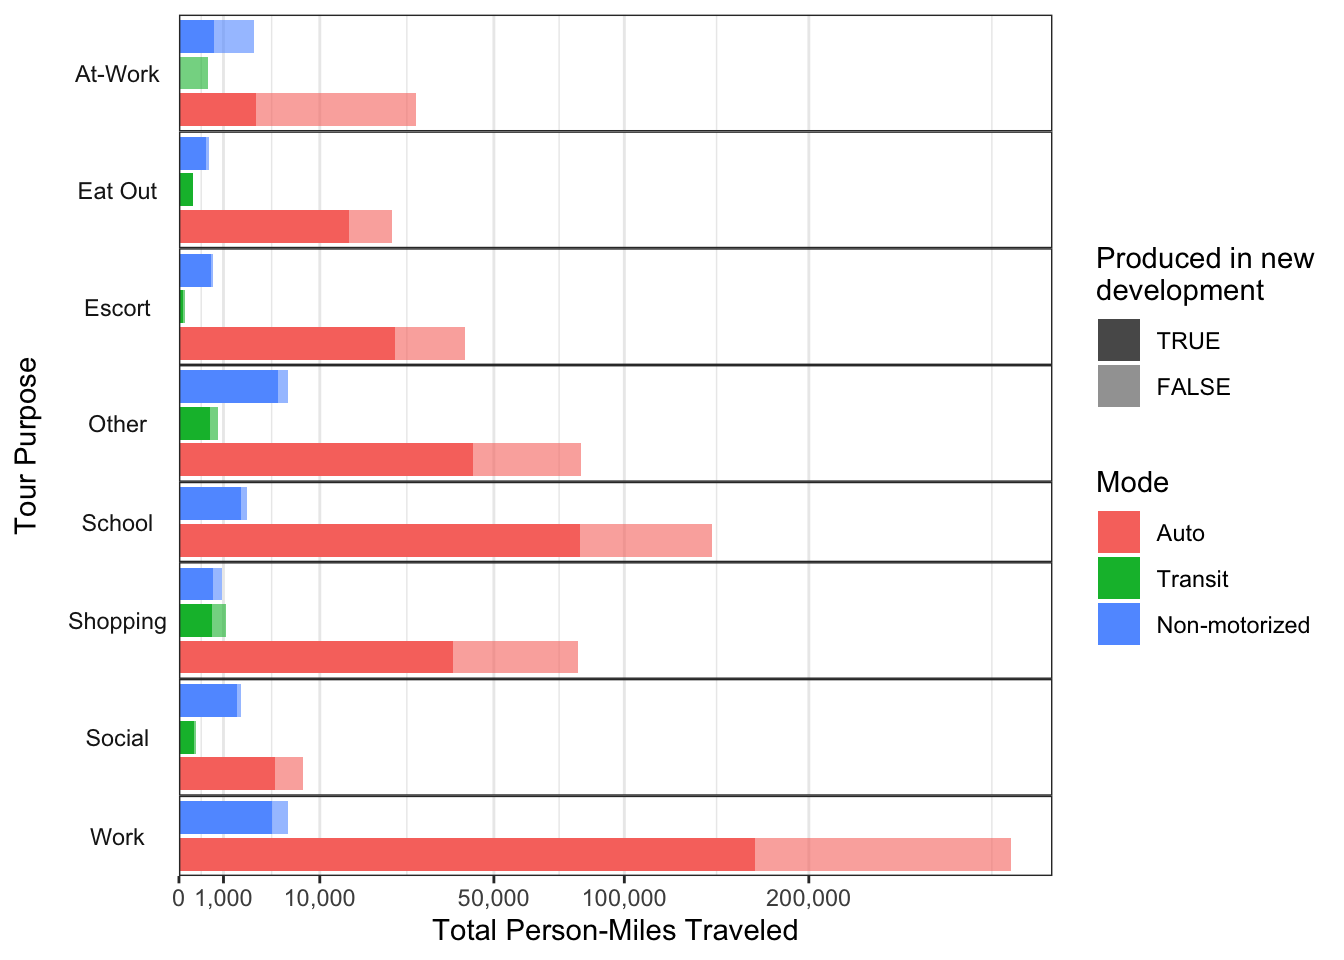 At-Work
Eat Out
Escort
Other
School
Shopping
Social
Work
Tour Purpose
0 1,000 10,000 50,000 100,000 200,000
Total Person-Miles Traveled
Produced in new
development
TRUE
FALSE
Mode
Auto
Transit
Non-motorized